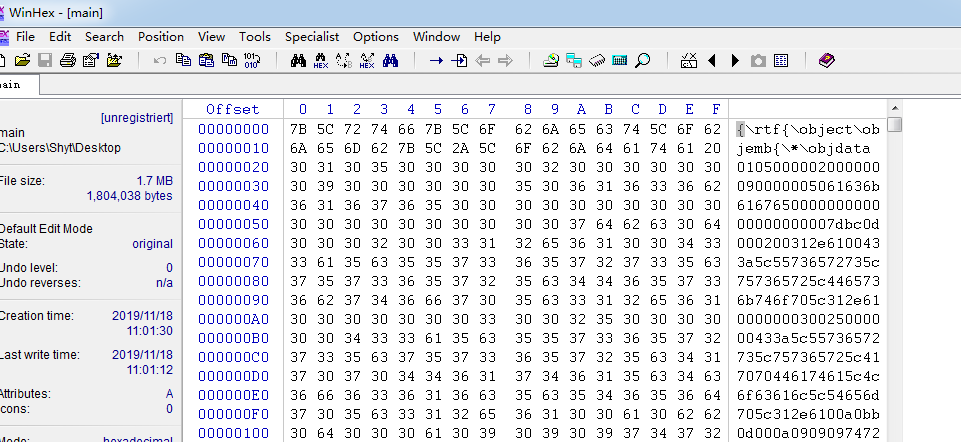 WinHex - [main]
File Edit Search Position View Tools Specialist Options Window Help
main
[unregistriert]
main
C:\Users\Shyt\Desktop
File size: 1.7 MB
1,804,038 bytes
Default Edit Mode
State: original
Undo level: 0
Undo reverses: n/a
Creation time: 2019/11/18
11:01:30
Last write time: 2019/11/18
11:01:12
Attributes: A
Icons: 0
Mode: hexadecimal
Offset 0 1 2 3 4 5 6 7 8 9 A B C D E F
00000000 7B 5C 72 74 66 7B 5C 6F 62 6A 65 63 74 5C 6F 62 {\rtf{\object\ob
00000010 6A 65 6D 62 7B 5C 2A 5C 6F 62 6A 64 61 74 61 20 jemb{\*\objdata
00000020 30 31 30 35 30 30 30 30 30 32 30 30 30 30 30 30 0105000002000000
00000030 30 39 30 30 30 30 30 30 35 30 36 31 36 33 36 62 090000005061636b
00000040 36 31 36 37 36 35 30 30 30 30 30 30 30 30 30 30 6167650000000000
00000050 30 30 30 30 30 30 30 30 30 30 37 64 62 63 30 64 00000000007dbc0d
00000060 30 30 30 32 30 30 33 31 32 65 36 31 30 30 34 33 000200312e610043
00000070 33 61 35 63 35 35 37 33 36 35 37 32 37 33 35 63 3a5c55736572735c
00000080 37 35 37 33 36 35 37 32 35 63 34 34 36 35 37 33 757365725c446573
00000090 36 62 37 34 36 66 37 30 35 63 33 31 32 65 36 31 6b746f705c312e61
000000A0 30 30 30 30 30 30 30 33 30 30 32 35 30 30 30 30 0000000300250000
000000B0 30 30 34 33 33 61 35 63 35 35 37 33 36 35 37 32 00433a5c55736572
000000C0 37 33 35 63 37 35 37 33 36 35 37 32 35 63 34 31 735c757365725c41
000000D0 37 30 37 30 34 34 36 31 37 34 36 31 35 63 34 63 7070446174615c4c
000000E0 36 66 36 33 36 31 36 63 35 63 35 34 36 35 36 64 6f63616c5c54656d
000000F0 37 30 35 63 33 31 32 65 36 31 30 30 61 30 62 62 705c312e6100a0bb
00000100 30 64 30 30 30 61 30 39 30 39 30 39 37 34 37 32 0d000a0909097472